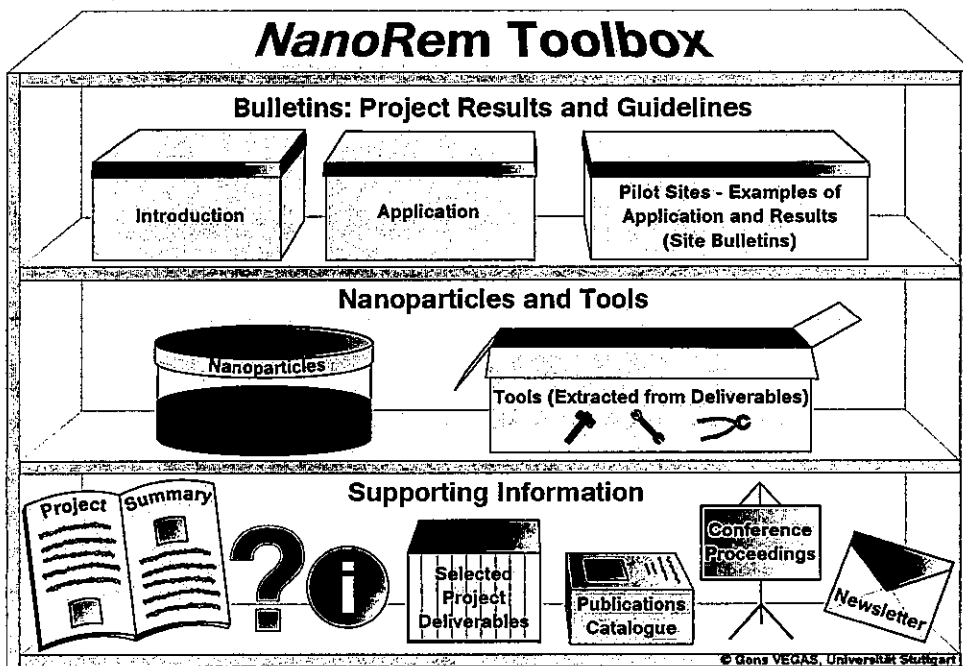 NanoRem Toolbox
Bulletins: Project Results and Guidelines
Introduction
Application
Pilot Sites - Examples of
Application and Results
(Site Bulletins)
Nanoparticles and Tools
Nanoparticles
Tools (Extracted from Deliverables)
Supporting Information
Project Summary
?
i
Selected
Project
Deliverables
Publications
Catalogue
Conference
Proceedings
Newsletter
© Gons VEGAS, Universität Stuttgart